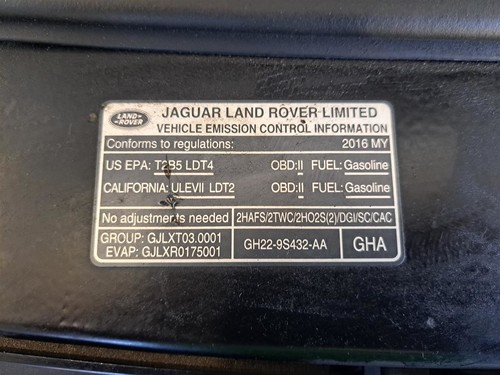 LAND ROVER
JAGUAR LAND ROVER LIMITED
VEHICLE EMISSION CONTROL INFORMATION
Conforms to regulations: 2016 MY
US EPA: T2B5 LDT4 OBD:II FUEL: Gasoline
CALIFORNIA: ULEVII LDT2 OBD:II FUEL: Gasoline
No adjustments needed 2HAFS/2TWC/2HO2S(2)/DGI/SC/CAC
GROUP: GJLXT03.0001
EVAP: GJLXR0175001
GH22-9S432-AA
GHA